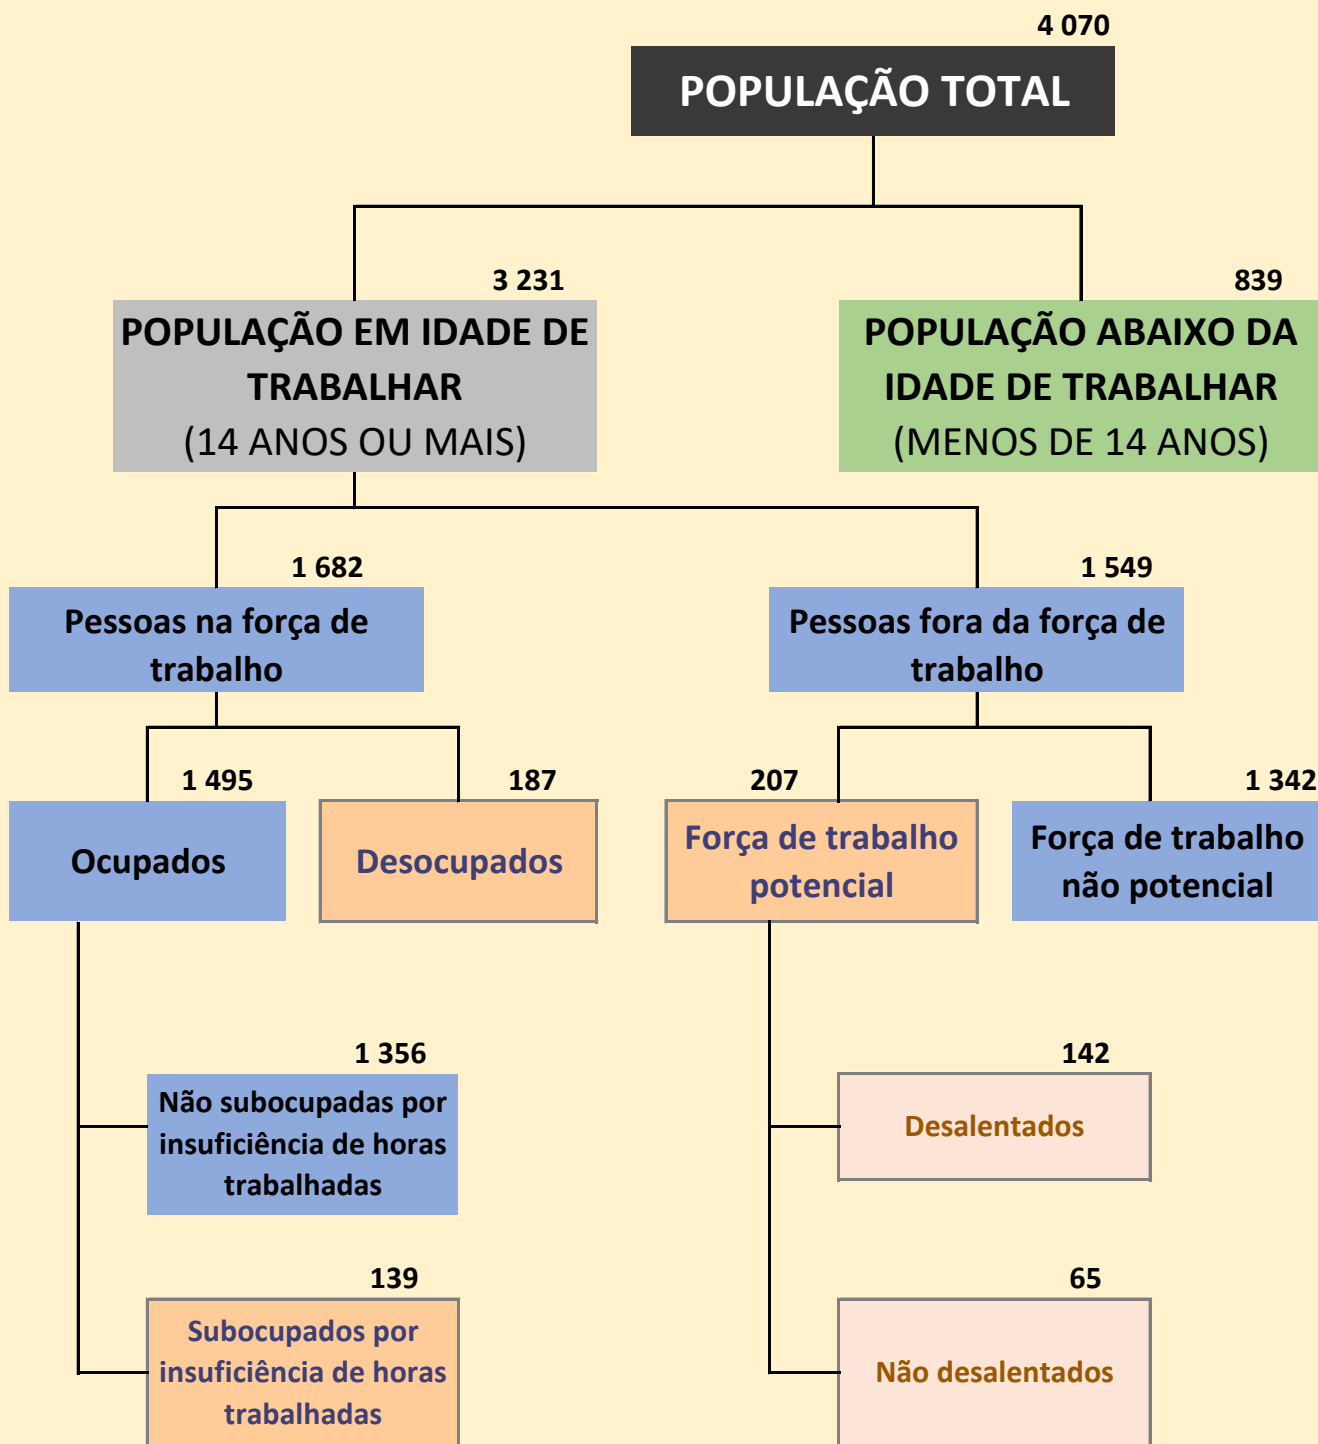 4 070
POPULAÇÃO TOTAL
3 231
POPULAÇÃO EM IDADE DE
TRABALHAR
(14 ANOS OU MAIS)
839
POPULAÇÃO ABAIXO DA
IDADE DE TRABALHAR
(MENOS DE 14 ANOS)
1 682
Pessoas na força de
trabalho
1 549
Pessoas fora da força de
trabalho
1 495
Ocupados
187
Desocupados
207
Força de trabalho
potencial
1 342
Força de trabalho
não potencial
1 356
Não subocupadas por
insuficiência de horas
trabalhadas
142
Desalentados
139
Subocupados por
insuficiência de horas
trabalhadas
65
Não desalentados